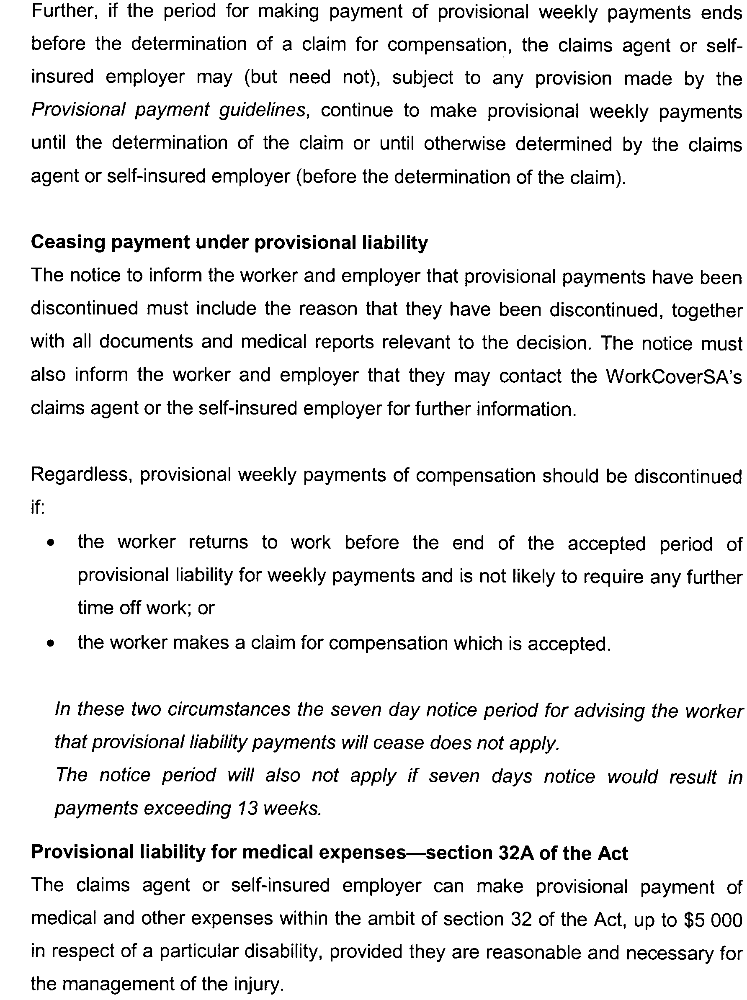 Further, if the period for making payment of provisional weekly payments ends
before the determination of a claim for compensation, the claims agent or self-
insured employer may (but need not), subject to any provision made by the
Provisional payment guidelines, continue to make provisional weekly payments
until the determination of the claim or until otherwise determined by the claims
agent or self-insured employer (before the determination of the claim).
Ceasing payment under provisional liability
The notice to inform the worker and employer that provisional payments have been
discontinued must include the reason that they have been discontinued, together
with all documents and medical reports relevant to the decision. The notice must
also inform the worker and employer that they may contact the WorkCoverSA's
claims agent or the self-insured employer for further information.
Regardless, provisional weekly payments of compensation should be discontinued
if:
• the worker returns to work before the end of the accepted period of
provisional liability for weekly payments and is not likely to require any further
time off work; or
• the worker makes a claim for compensation which is accepted.
In these two circumstances the seven day notice period for advising the worker
that provisional liability payments will cease does not apply.
The notice period will also not apply if seven days notice would result in
payments exceeding 13 weeks.
Provisional liability for medical expenses—section 32A of the Act
The claims agent or self-insured employer can make provisional payment of
medical and other expenses within the ambit of section 32 of the Act, up to $5 000
in respect of a particular disability, provided they are reasonable and necessary for
the management of the injury.